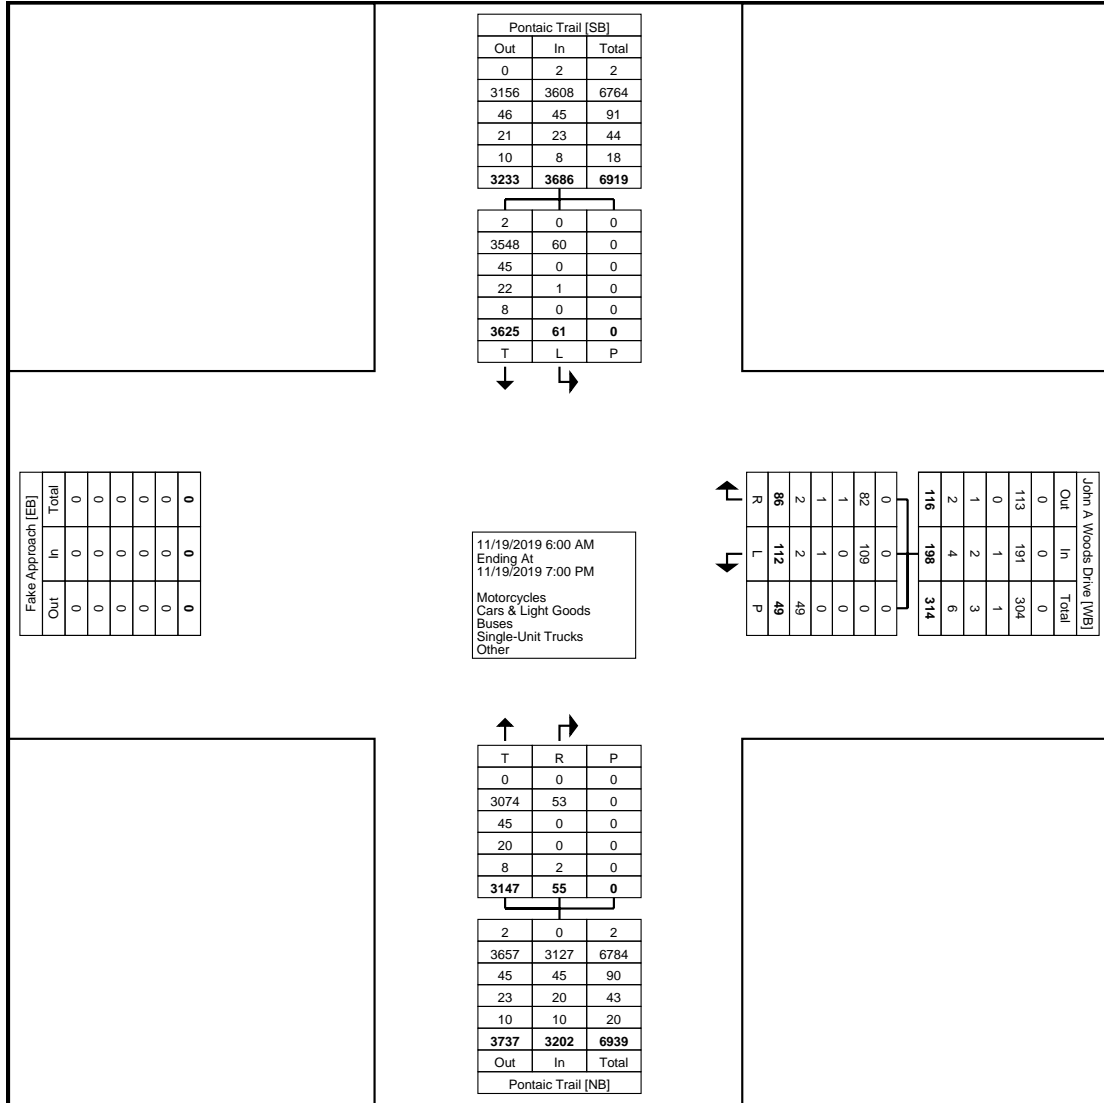 Pontaic Trail [SB]
Out In Total
0 2 2
3156 3608 6764
46 45 91
21 23 44
10 8 18
3233 3686 6919
2 0 0
3548 60 0
45 0 0
22 1 0
8 0 0
3625 61 0
T L P
Fake Approach [EB]
Total In Out
0 0 0
0 0 0
0 0 0
0 0 0
0 0 0
0 0 0
11/19/2019 6:00 AM
Ending At
11/19/2019 7:00 PM
Motorcycles
Cars & Light Goods
Buses
Single-Unit Trucks
Other
John A Woods Drive [WB]
Out In Total
0 0 0
113 191 304
0 1 1
1 2 3
2 4 6
116 198 314
0 0 0
82 109 0
1 0 0
1 1 0
2 2 49
86 112 49
R L P
T R P
0 0 0
3074 53 0
45 0 0
20 0 0
8 2 0
3147 55 0
2 0 2
3657 3127 6784
45 45 90
23 20 43
10 10 20
3737 3202 6939
Out In Total
Pontaic Trail [NB]